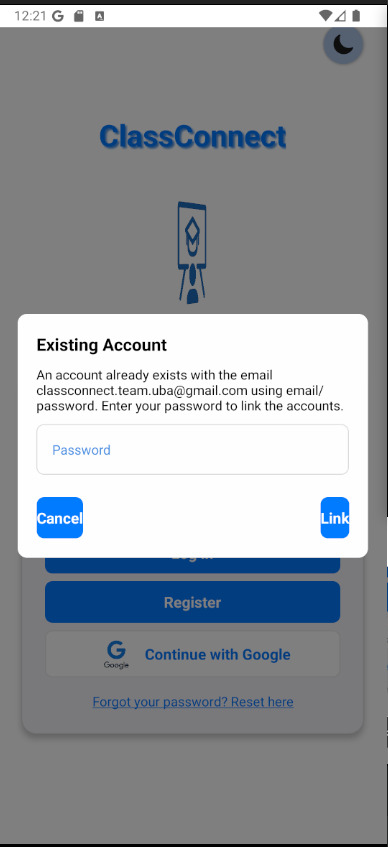 12:21
ClassConnect
Existing Account
An account already exists with the email
classconnect.team.uba@gmail.com using email/
password. Enter your password to link the accounts.
Password
Cancel
Link
Log in
Register
Google
Continue with Google
Forgot your password? Reset here